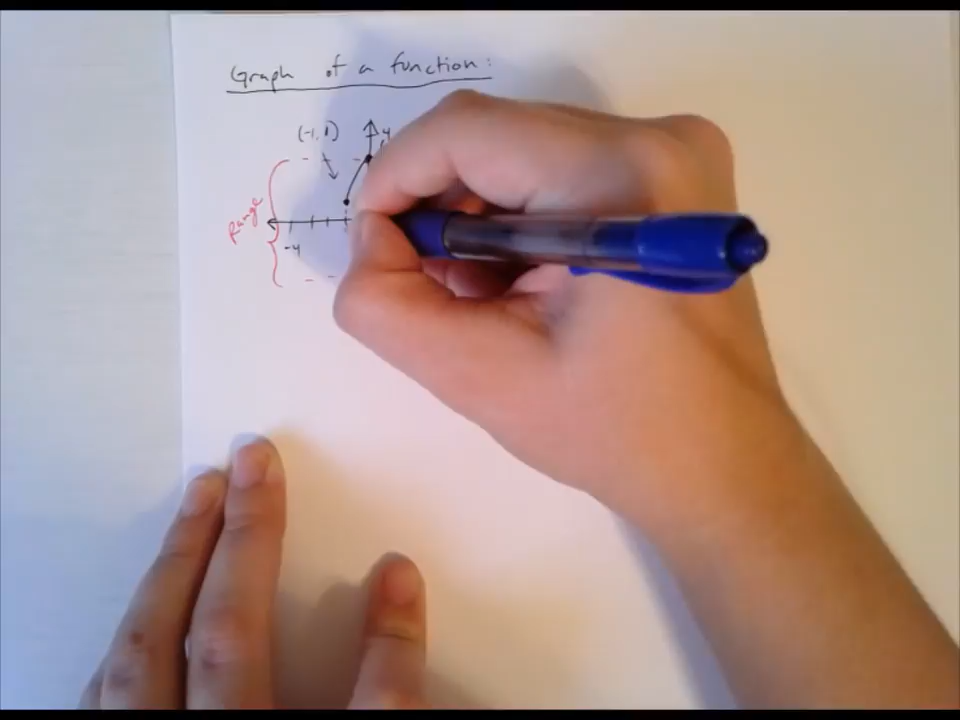 Graph of a function:
(-1, 1) y
Range
-4